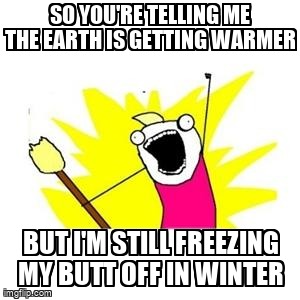 SO YOU'RE TELLING ME
THE EARTH IS GETTING WARMER
BUT I'M STILL FREEZING
MY BUTT OFF IN WINTER
imgflip.com